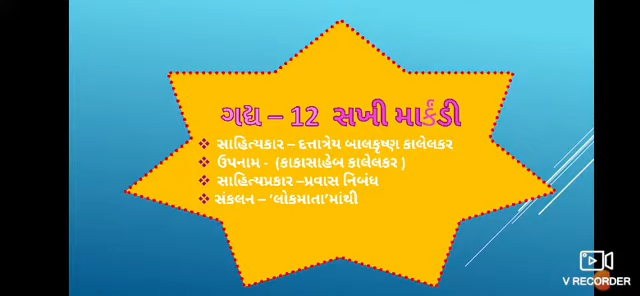 ગદ્ય – 12 સખી માર્કંડી
❖ સાહિત્યકાર – દત્તાત્રેય બાલકૃષ્ણ કાલેલકર
❖ ઉપનામ - (કાકાસાહેબ કાલેલકર )
❖ સાહિત્યપ્રકાર –પ્રવાસ નિબંધ
❖ સંકલન – ‘લોકમાતા’માંથી
V RECORDER